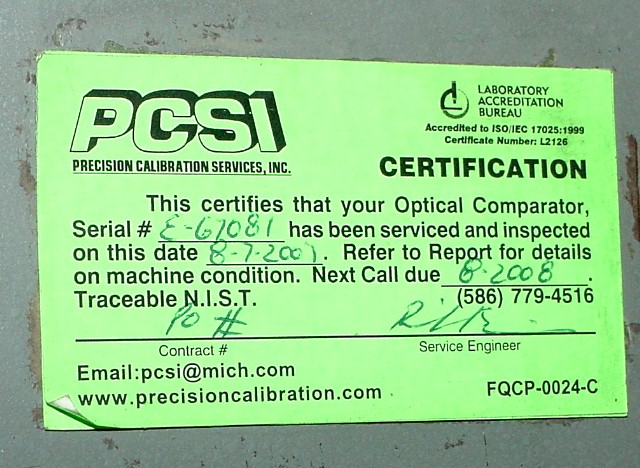 PCSI
PRECISION CALIBRATION SERVICES, INC.
LABORATORY
ACCREDITATION
BUREAU
Accredited to ISO/IEC 17025:1999
Certificate Number: L2126
CERTIFICATION
This certifies that your Optical Comparator,
Serial # E-67081 has been serviced and inspected
on this date 8-7-2007. Refer to Report for details
on machine condition. Next Call due 8-2008.
Traceable N.I.S.T. (586) 779-4516
PO #
Contract # Service Engineer
Email:pcsi@mich.com
www.precisioncalibration.com FQCP-0024-C